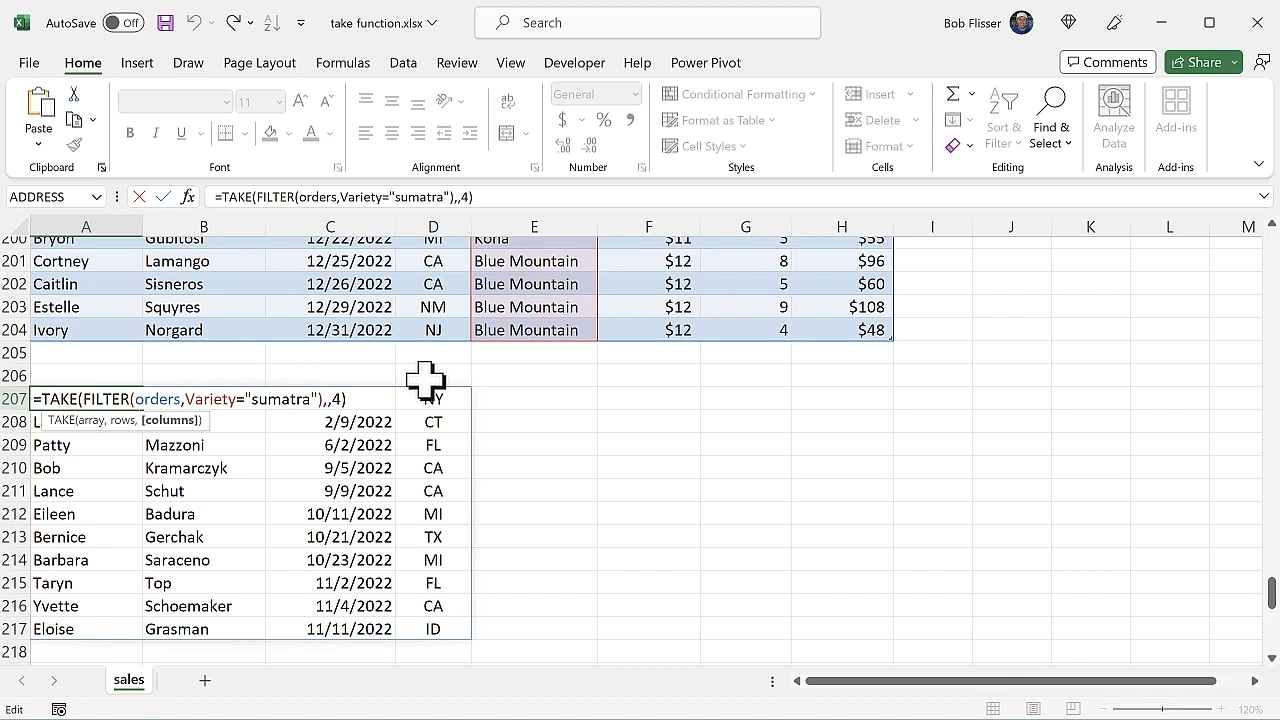 AutoSave Off take function.xlsx Search Bob Flisser
File Home Insert Draw Page Layout Formulas Data Review View Developer Help Power Pivot Comments Share
Paste 11 General Conditional Formatting Insert Sort & Find & Analyze Add-ins
B I U $ % Format as Table Delete Filter Select Data
Cell Styles Format
Clipboard Font Alignment Number Styles Cells Editing Analysis Add-ins
ADDRESS fx =TAKE(FILTER(orders,Variety="sumatra"),,4)
A B C D E F G H I J K L M
200 Bryon Gubitosi 12/22/2022 MI Kona $11 5 $55
201 Cortney Lamango 12/25/2022 CA Blue Mountain $12 8 $96
202 Caitlin Sisneros 12/26/2022 CA Blue Mountain $12 5 $60
203 Estelle Squyres 12/29/2022 NM Blue Mountain $12 9 $108
204 Ivory Norgard 12/31/2022 NJ Blue Mountain $12 4 $48
205
206
207 =TAKE(FILTER(orders,Variety="sumatra"),,4) NY
208 L TAKE(array, rows, [columns]) 2/9/2022 CT
209 Patty Mazzoni 6/2/2022 FL
210 Bob Kramarczyk 9/5/2022 CA
211 Lance Schut 9/9/2022 CA
212 Eileen Badura 10/11/2022 MI
213 Bernice Gerchak 10/21/2022 TX
214 Barbara Saraceno 10/23/2022 MI
215 Taryn Top 11/2/2022 FL
216 Yvette Schoemaker 11/4/2022 CA
217 Eloise Grasman 11/11/2022 ID
218
sales
Edit 120%